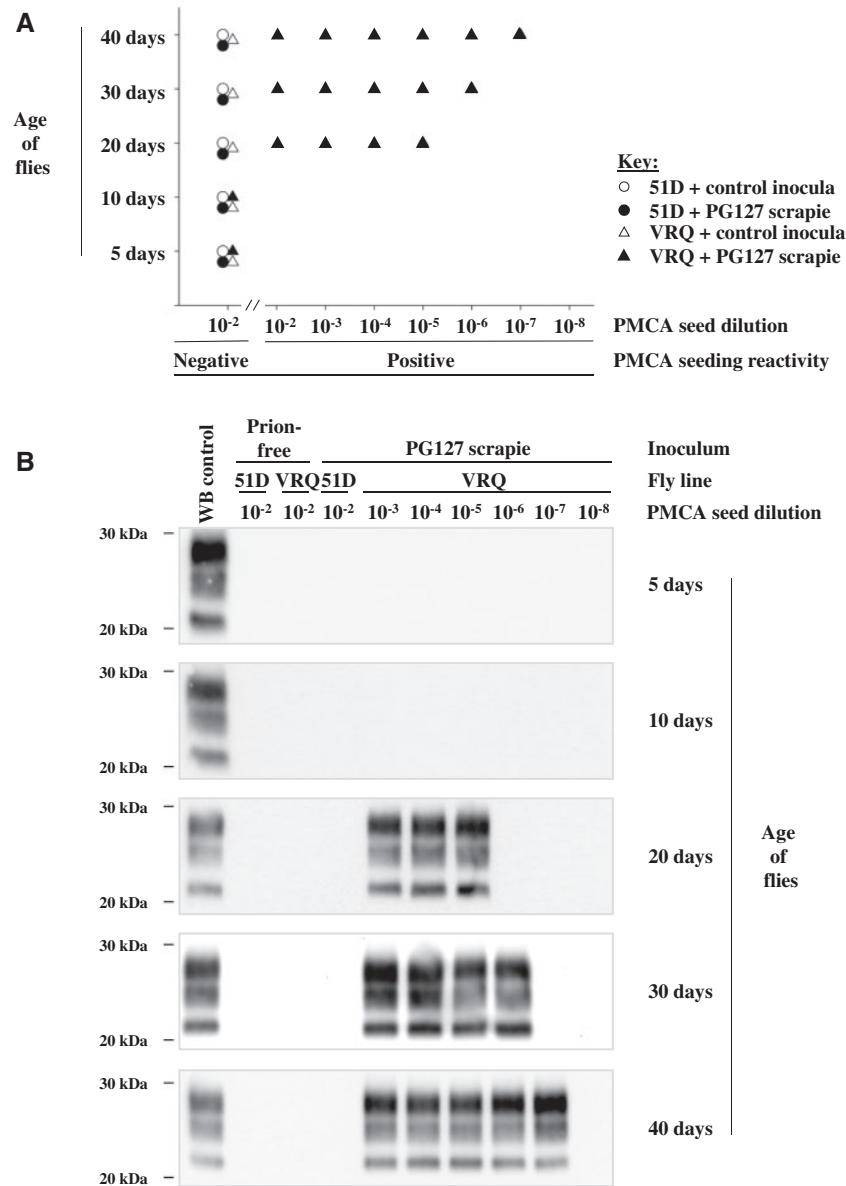 A
Age
of
flies
40 days
30 days
20 days
10 days
5 days
Key:
51D + control inocula
51D + PG127 scrapie
VRQ + control inocula
VRQ + PG127 scrapie
10-2 // 10-2 10-3 10-4 10-5 10-6 10-7 10-8 PMCA seed dilution
Negative Positive PMCA seeding reactivity
B
WB control
Prion-
free
PG127 scrapie Inoculum
51D VRQ 51D VRQ Fly line
10-2 10-2 10-2 10-3 10-4 10-5 10-6 10-7 10-8 PMCA seed dilution
30 kDa
20 kDa
5 days
30 kDa
20 kDa
10 days
30 kDa
20 kDa
20 days
30 kDa
20 kDa
30 days
30 kDa
20 kDa
40 days
Age
of
flies